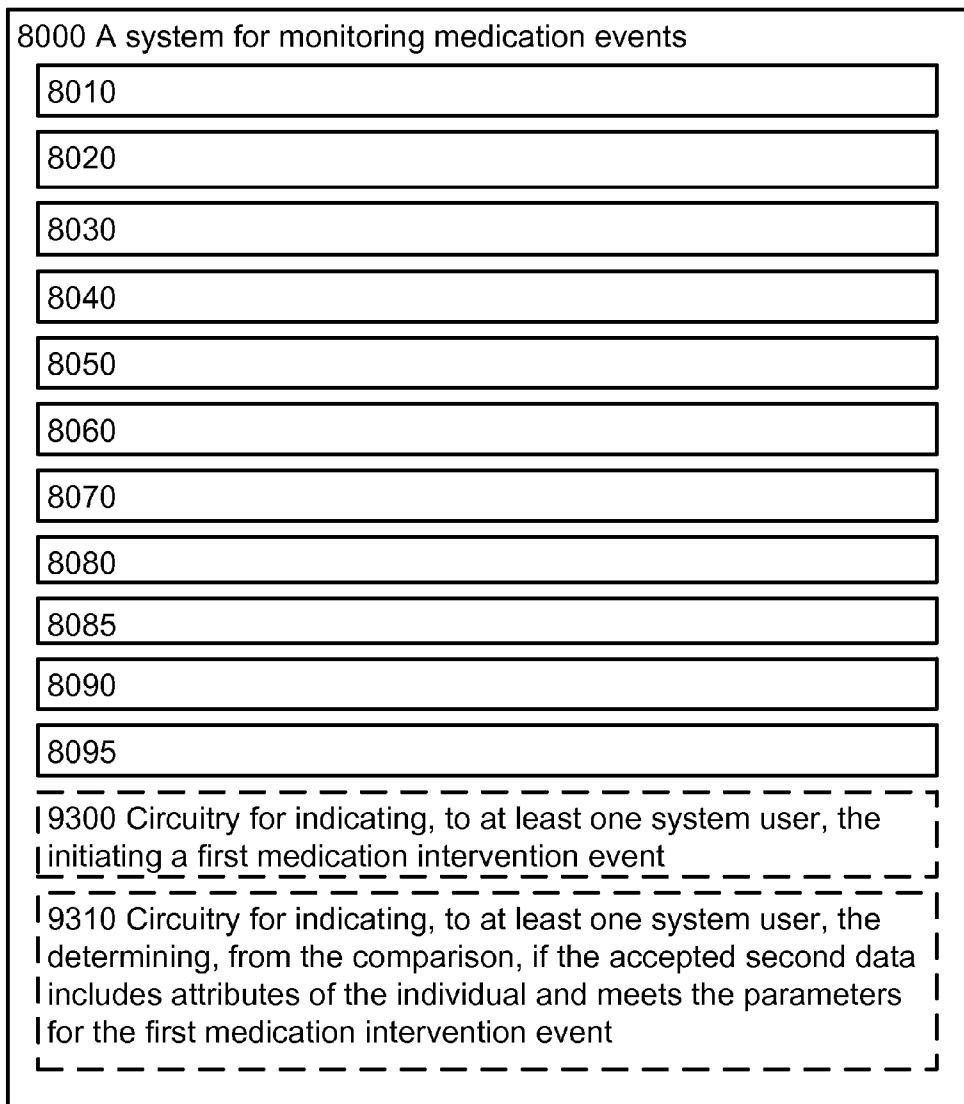 8000 A system for monitoring medication events
8010
8020
8030
8040
8050
8060
8070
8080
8085
8090
8095
9300 Circuitry for indicating, to at least one system user, the
initiating a first medication intervention event
9310 Circuitry for indicating, to at least one system user, the
determining, from the comparison, if the accepted second data
includes attributes of the individual and meets the parameters
for the first medication intervention event